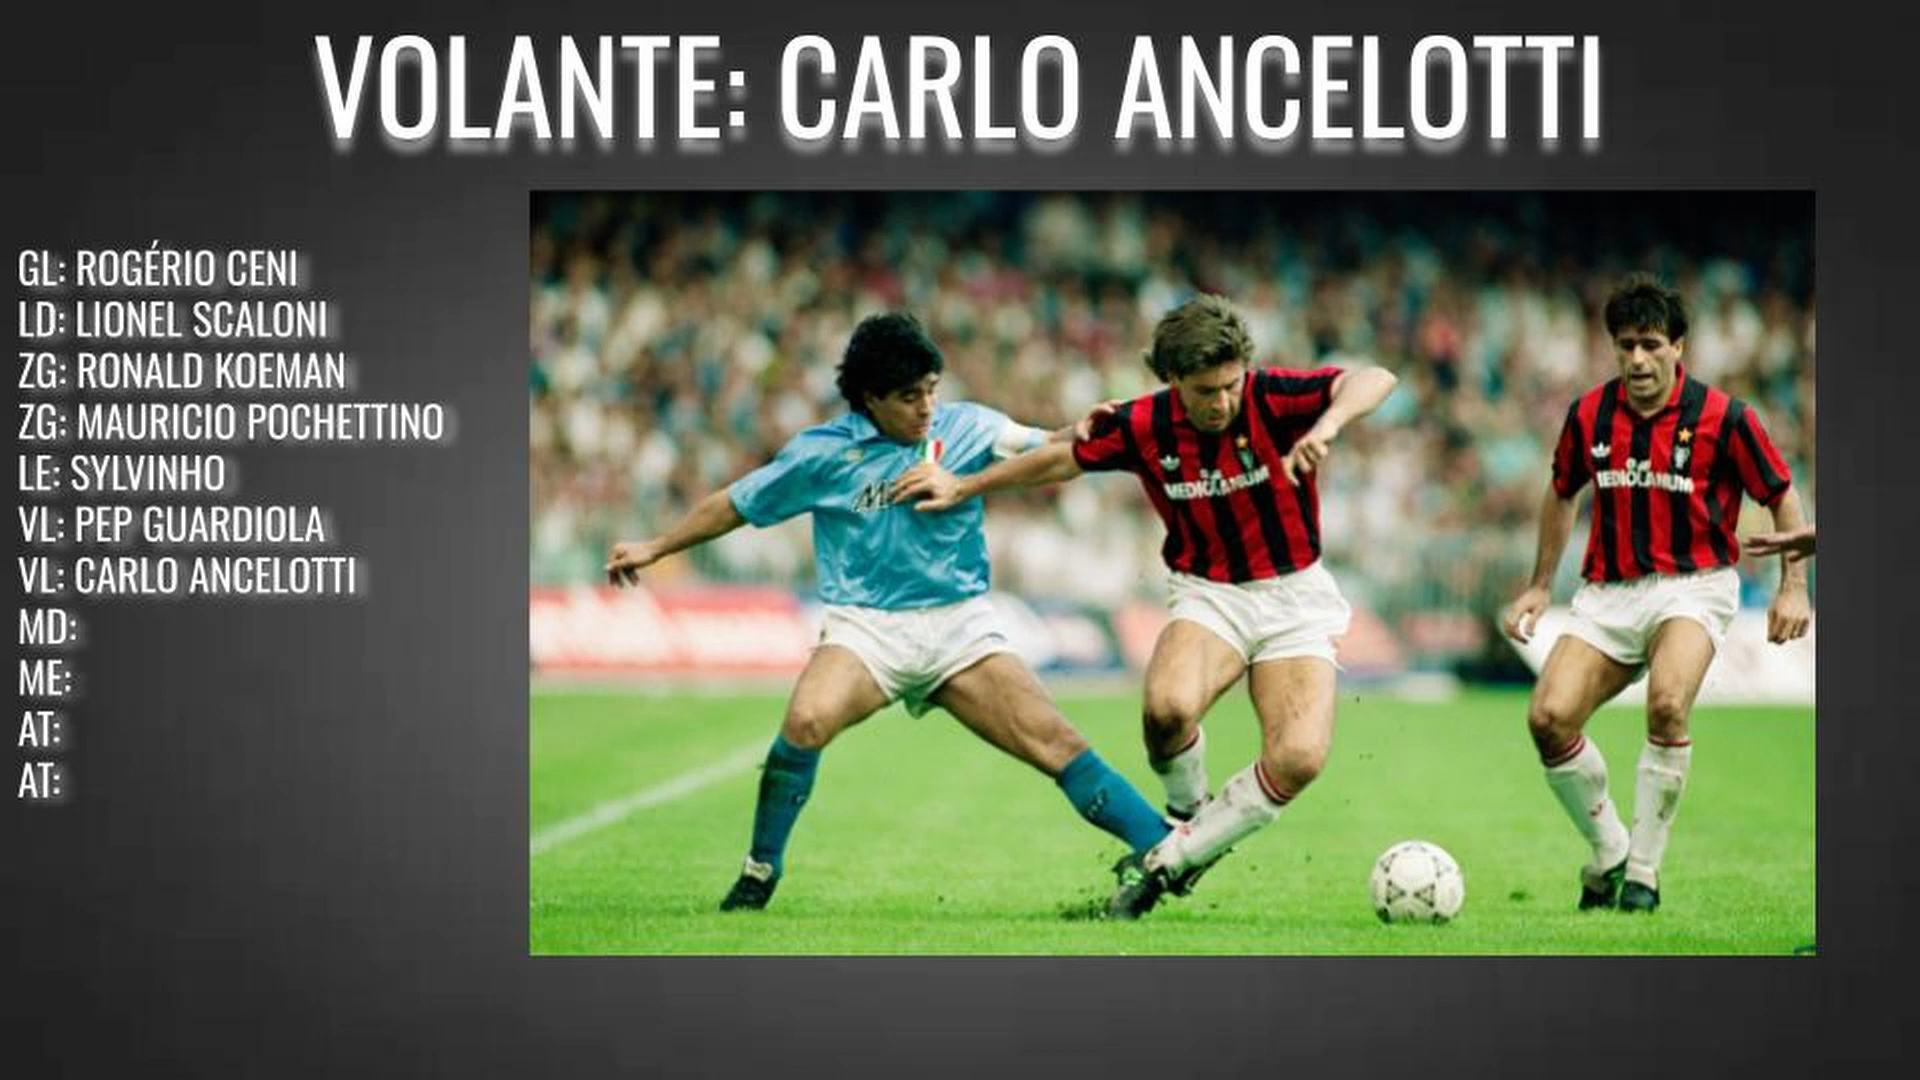 VOLANTE: CARLO ANCELOTTI
GL: ROGÉRIO CENI
LD: LIONEL SCALONI
ZG: RONALD KOEMAN
ZG: MAURICIO POCHETTINO
LE: SYLVINHO
VL: PEP GUARDIOLA
VL: CARLO ANCELOTTI
MD:
ME:
AT:
AT:
MEDIOLANUM
MEDIOLANUM